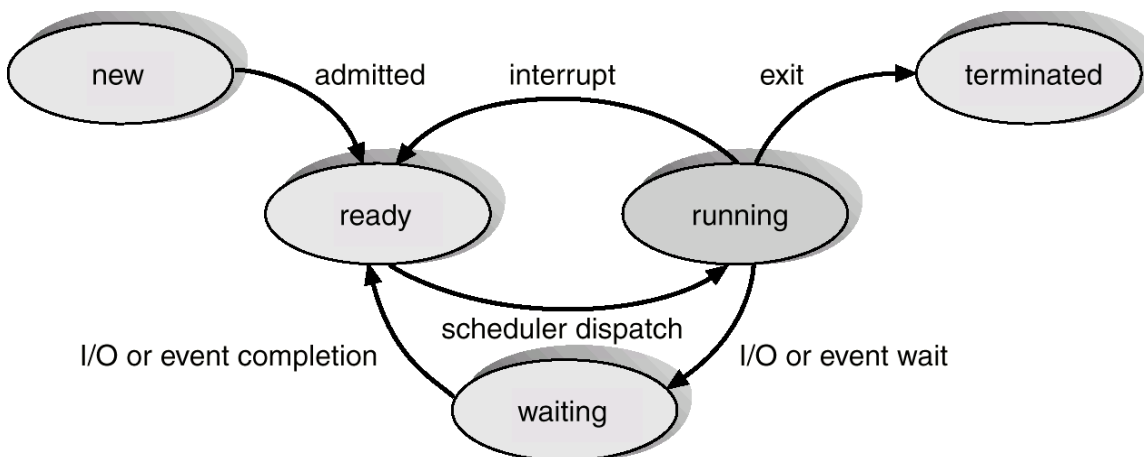 new
admitted
interrupt
exit
terminated
ready
running
scheduler dispatch
I/O or event completion
I/O or event wait
waiting